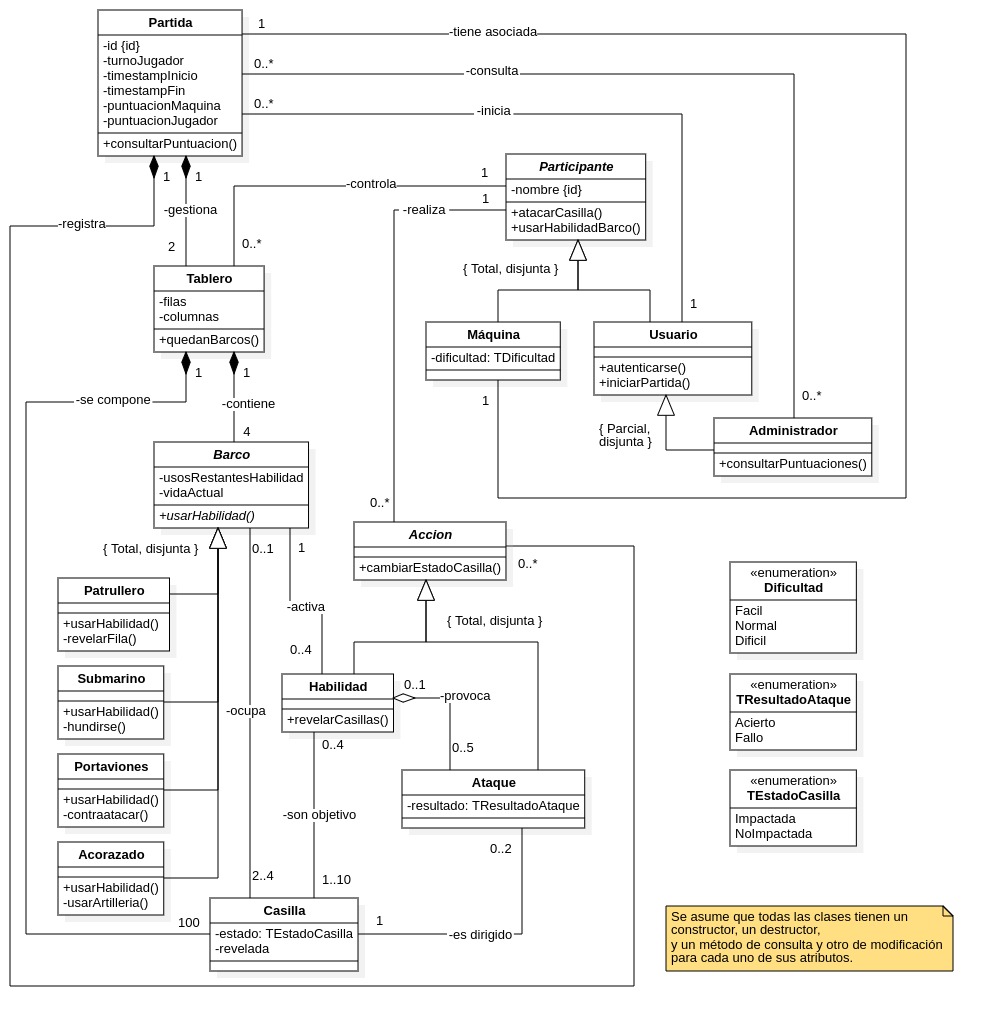 Partida
-id {id}
-turnoJugador
-timestampInicio
-timestampFin
-puntuacionMaquina
-puntuacionJugador
+consultarPuntuacion()
1
-tiene asociada
0..*
-consulta
0..*
-inicia
1
1
-registra
-gestiona
2
-controla
1
0..*
-realiza
1
Participante
-nombre {id}
+atacarCasilla()
+usarHabilidadBarco()
{ Total, disjunta }
Tablero
-filas
-columnas
+quedanBarcos()
Máquina
-dificultad: TDificultad
1
Usuario
+autenticarse()
+iniciarPartida()
1
{ Parcial,
disjunta }
0..*
Administrador
+consultarPuntuaciones()
1
1
-se compone
-contiene
4
Barco
-usosRestantesHabilidad
-vidaActual
+usarHabilidad()
{ Total, disjunta }
0..1
1
0..*
Accion
+cambiarEstadoCasilla()
0..*
{ Total, disjunta }
Patrullero
+usarHabilidad()
-revelarFila()
Submarino
+usarHabilidad()
-hundirse()
Portaviones
+usarHabilidad()
-contraatacar()
Acorazado
+usarHabilidad()
-usarArtilleria()
-activa
0..4
Habilidad
+revelarCasillas()
0..1
-provoca
0..5
-ocupa
0..4
-son objetivo
Ataque
-resultado: TResultadoAtaque
0..2
2..4
1..10
100
Casilla
-estado: TEstadoCasilla
-revelada
1
-es dirigido
«enumeration»
Dificultad
Facil
Normal
Dificil
«enumeration»
TResultadoAtaque
Acierto
Fallo
«enumeration»
TEstadoCasilla
Impactada
NoImpactada
Se asume que todas las clases tienen un
constructor, un destructor,
y un método de consulta y otro de modificación
para cada uno de sus atributos.